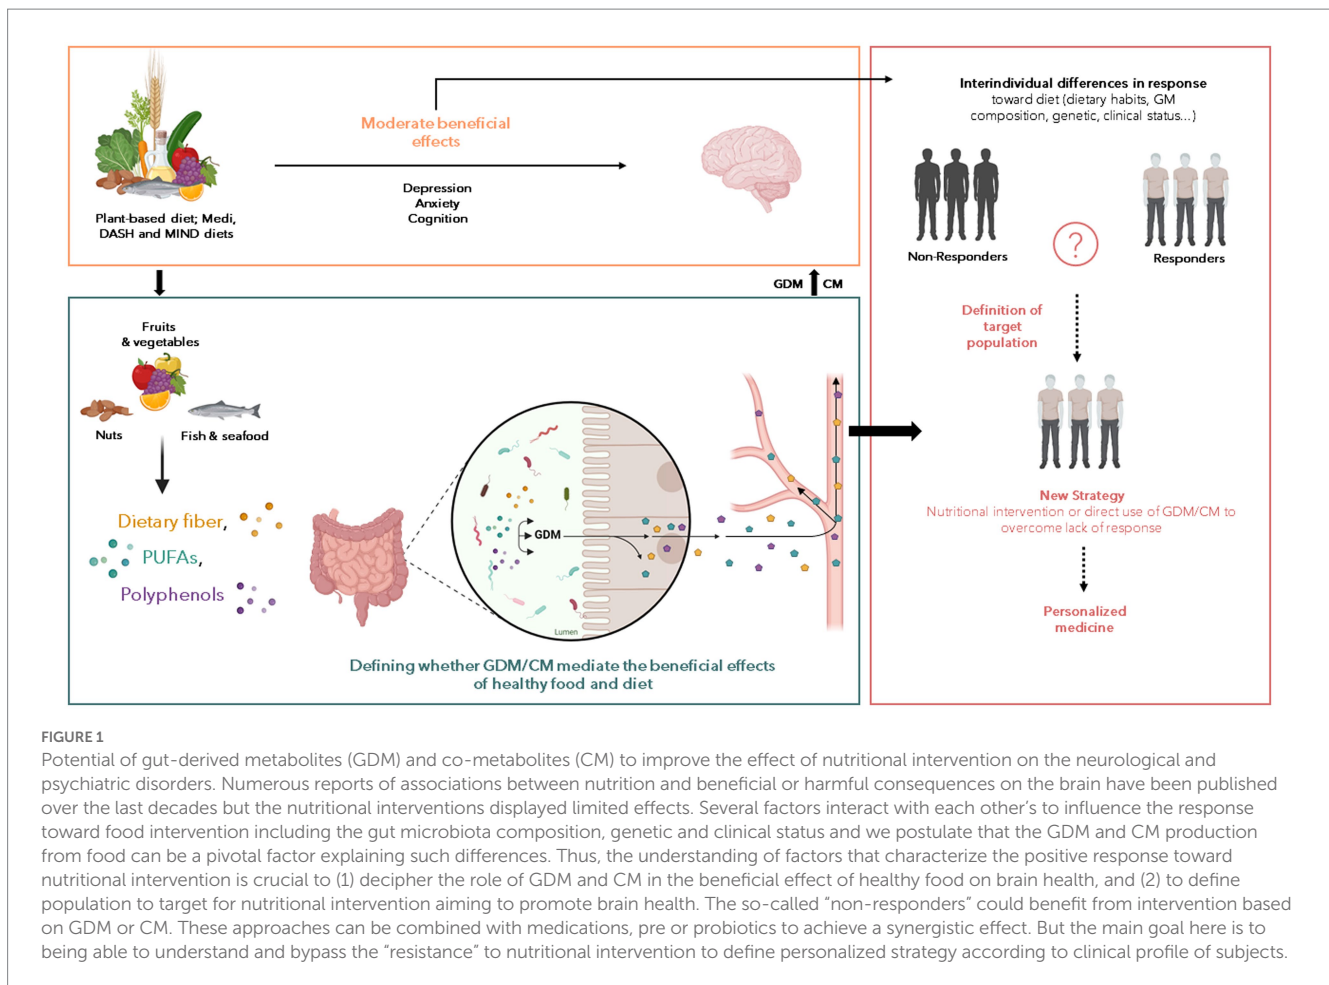 Moderate beneficial
effects
Depression
Anxiety
Cognition
Plant-based diet; Medi,
DASH and MIND diets
Interindividual differences in response
toward diet (dietary habits, GM
composition, genetic, clinical status...)
Non-Responders
?
Responders
Definition of
target
population
New Strategy
Nutritional intervention or direct use of GDM/CM to
overcome lack of response
Personalized
medicine
GDM CM
Fruits
& vegetables
Nuts
Fish & seafood
Dietary fiber,
PUFAs,
Polyphenols
GDM
Lumen
Defining whether GDM/CM mediate the beneficial effects
of healthy food and diet
FIGURE 1
Potential of gut-derived metabolites (GDM) and co-metabolites (CM) to improve the effect of nutritional intervention on the neurological and
psychiatric disorders. Numerous reports of associations between nutrition and beneficial or harmful consequences on the brain have been published
over the last decades but the nutritional interventions displayed limited effects. Several factors interact with each other's to influence the response
toward food intervention including the gut microbiota composition, genetic and clinical status and we postulate that the GDM and CM production
from food can be a pivotal factor explaining such differences. Thus, the understanding of factors that characterize the positive response toward
nutritional intervention is crucial to (1) decipher the role of GDM and CM in the beneficial effect of healthy food on brain health, and (2) to define
population to target for nutritional intervention aiming to promote brain health. The so-called "non-responders" could benefit from intervention based
on GDM or CM. These approaches can be combined with medications, pre or probiotics to achieve a synergistic effect. But the main goal here is to
being able to understand and bypass the "resistance" to nutritional intervention to define personalized strategy according to clinical profile of subjects.